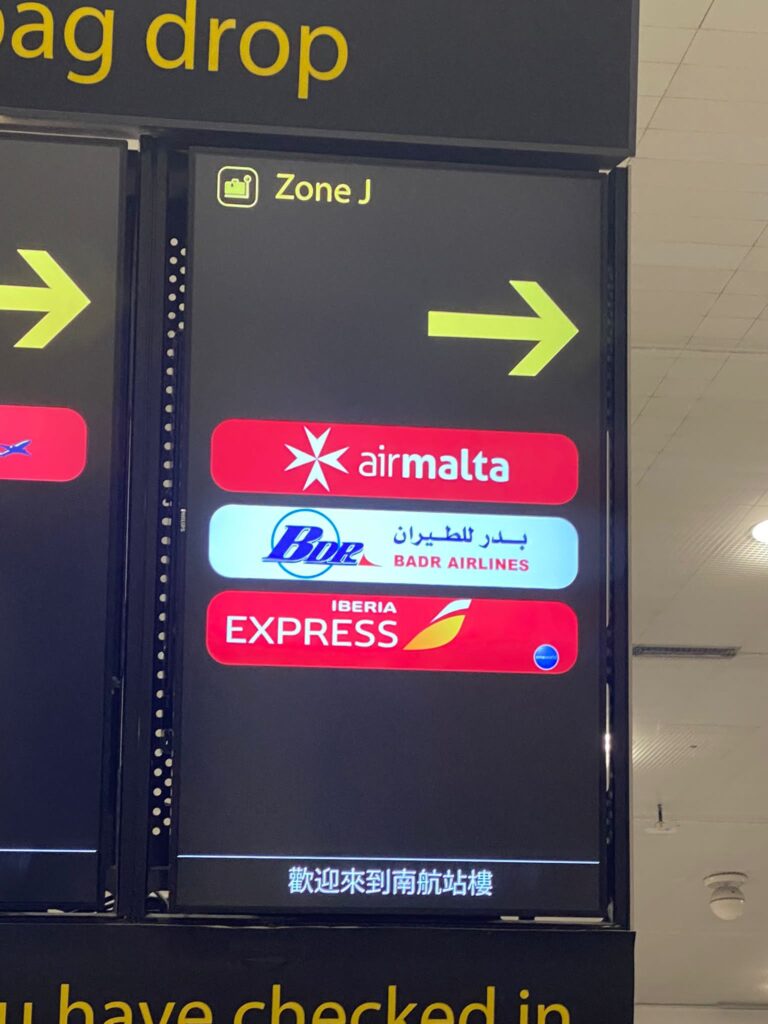 bag drop
Zone J
airmalta
BDR
بدر للطيران
BADR AIRLINES
IBERIA
EXPRESS
歡迎來到南航站樓
PHILIPS
u have checked in